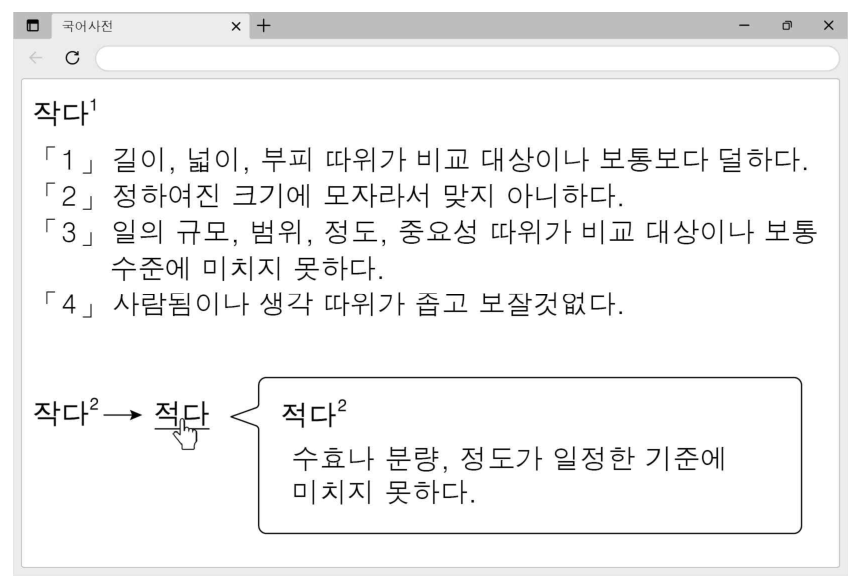 국어사전
작다¹
「1」 길이, 넓이, 부피 따위가 비교 대상이나 보통보다 덜하다.
「2」 정하여진 크기에 모자라서 맞지 아니하다.
「3」 일의 규모, 범위, 정도, 중요성 따위가 비교 대상이나 보통
수준에 미치지 못하다.
「4」 사람됨이나 생각 따위가 좁고 보잘것없다.
작다² → 적다
적다²
수효나 분량, 정도가 일정한 기준에
미치지 못하다.